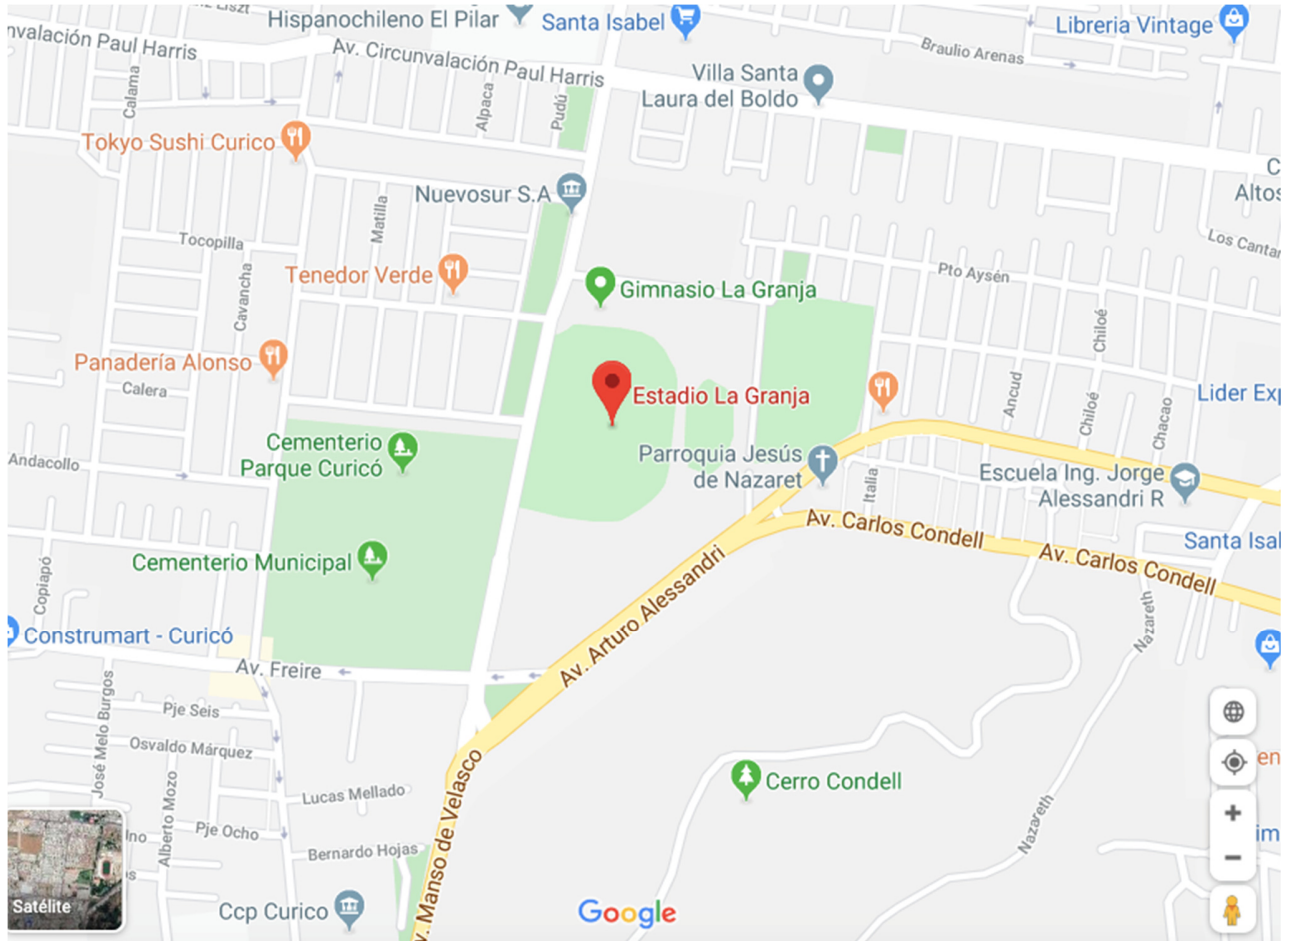 Liszt
Hispanochileno El Pilar
Santa Isabel
Libreria Vintage
nvalación Paul Harris
Av. Circunvalación Paul Harris
Braulio Arenas
Villa Santa
Laura del Boldo
Calama
Alpaca
Pudú
Tokyo Sushi Curico
Nuevosur S.A
C
Altos
Matilla
Tocopilla
Los Cantar
Tenedor Verde
Gimnasio La Granja
Pto Aysén
Cavancha
Chiloé
Panadería Alonso
Calera
Estadio La Granja
Ancud
Chiloé
Chacao
Lider Exp
Cementerio
Parque Curicó
Parroquia Jesús
de Nazaret
Andacollo
Italia
Escuela Ing. Jorge
Alessandri R
Av. Carlos Condell
Av. Carlos Condell
Santa Isal
Cementerio Municipal
Copiapó
Av. Arturo Alessandri
Nazareth
Construmart - Curicó
Av. Freire
José Melo Burgos
Pje Seis
Osvaldo Márquez
en
Av. Manso de Velasco
Cerro Condell
Lucas Mellado
Alberto Mozo
Pje Ocho
Uno
Nazareth
im
Bernardo Hojas
os
Satélite
Ccp Curico
Google